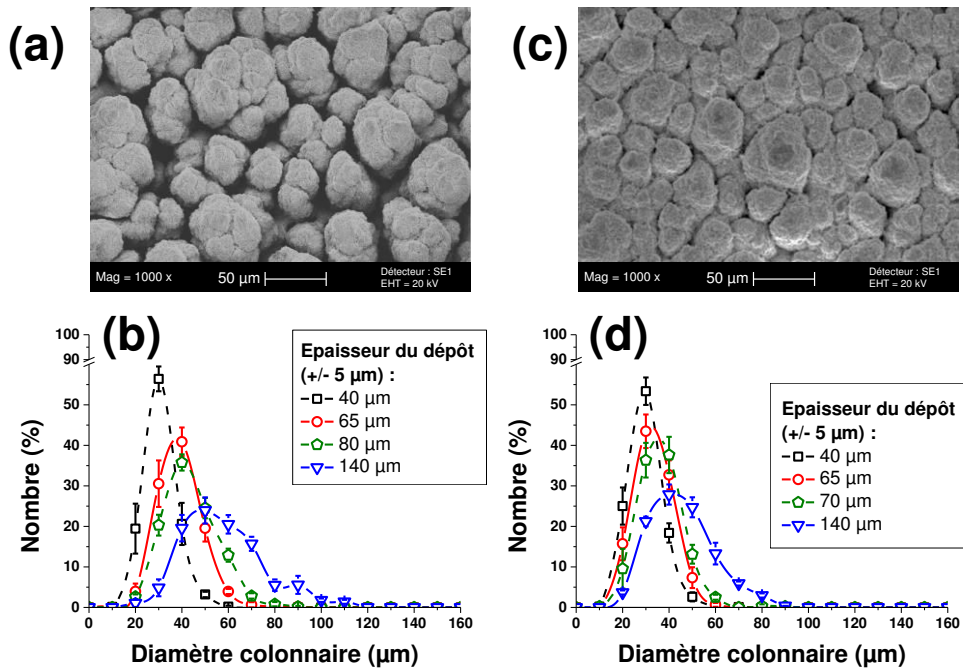 (a)
Mag = 1000 x
50 µm
Détecteur : SE1
EHT = 20 kV
(c)
Mag = 1000 x
50 µm
Détecteur : SE1
EHT = 20 kV
(b)
Nombre (%)
100
90
50
40
30
20
10
0
0 20 40 60 80 100 120 140 160
Diamètre colonnaire (µm)
Epaisseur du dépôt
(+/- 5 µm) :
40 µm
65 µm
80 µm
140 µm
(d)
Nombre (%)
100
90
50
40
30
20
10
0
0 20 40 60 80 100 120 140 160
Diamètre colonnaire (µm)
Epaisseur du dépôt
(+/- 5 µm) :
40 µm
65 µm
70 µm
140 µm